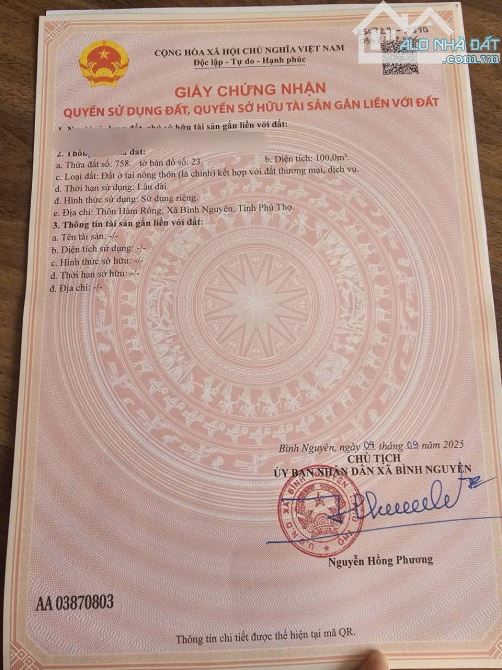 CỘNG HÒA XÃ HỘI CHỦ NGHĨA VIỆT NAM
Độc lập - Tự do - Hạnh phúc
ALO NHÀ ĐẤT
.com.vn
GIẤY CHỨNG NHẬN
QUYỀN SỬ DỤNG ĐẤT, QUYỀN SỞ HỮU TÀI SẢN GẮN LIỀN VỚI ĐẤT
gắn liền với đất:
2. Thông đất:
a. Thửa đất số: 758. tờ bản đồ số: 23. b. Diện tích: 100,0m².
c. Loại đất: Đất ở tại nông thôn (là chính) kết hợp với đất thương mại, dịch vụ.
d. Thời hạn sử dụng: Lâu dài.
đ. Hình thức sử dụng: Sử dụng riêng.
e. Địa chỉ: Thôn Hàm Rồng, Xã Bình Nguyên, Tỉnh Phú Thọ.
3. Thông tin tài sản gắn liền với đất:
a. Tên tài sản: -/-
b. Diện tích sử dụng: -/-
c. Hình thức sở hữu: -/-
d. Thời hạn sở hữu: -/-
đ. Địa chỉ: -/-
Bình Nguyên, ngày 09 tháng 09 năm 2025
CHỦ TỊCH
ỦY BAN NHÂN DÂN XÃ BÌNH NGUYÊN
Nguyễn Hồng Phương
AA 03870803
Thông tin chi tiết được thể hiện tại mã QR.